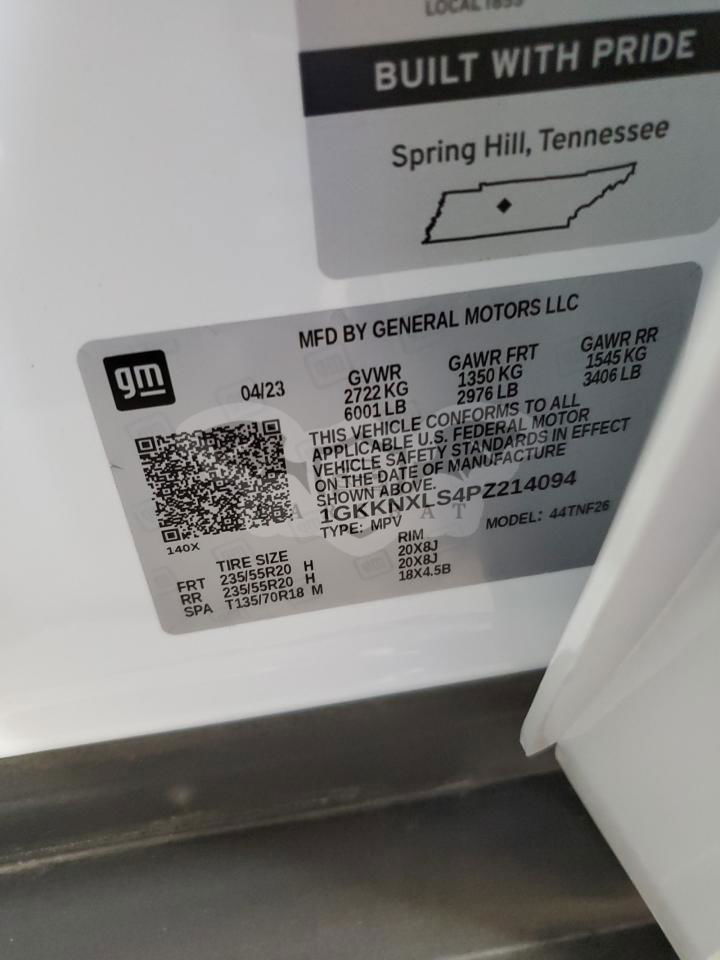 LOCAL 1853
BUILT WITH PRIDE
Spring Hill, Tennessee
MFD BY GENERAL MOTORS LLC
gm
04/23
GVWR
2722 KG
6001 LB
GAWR FRT
1350 KG
2976 LB
GAWR RR
1545 KG
3406 LB
THIS VEHICLE CONFORMS TO ALL
APPLICABLE U.S. FEDERAL MOTOR
VEHICLE SAFETY STANDARDS IN EFFECT
ON THE DATE OF MANUFACTURE
SHOWN ABOVE.
1GKKNXLS4PZ214094
TYPE: MPV
MODEL: 44TNF26
140X
TIRE SIZE
RIM
FRT 235/55R20 H 20X8J
RR 235/55R20 H 20X8J
SPA T135/70R18 M 18X4.5B